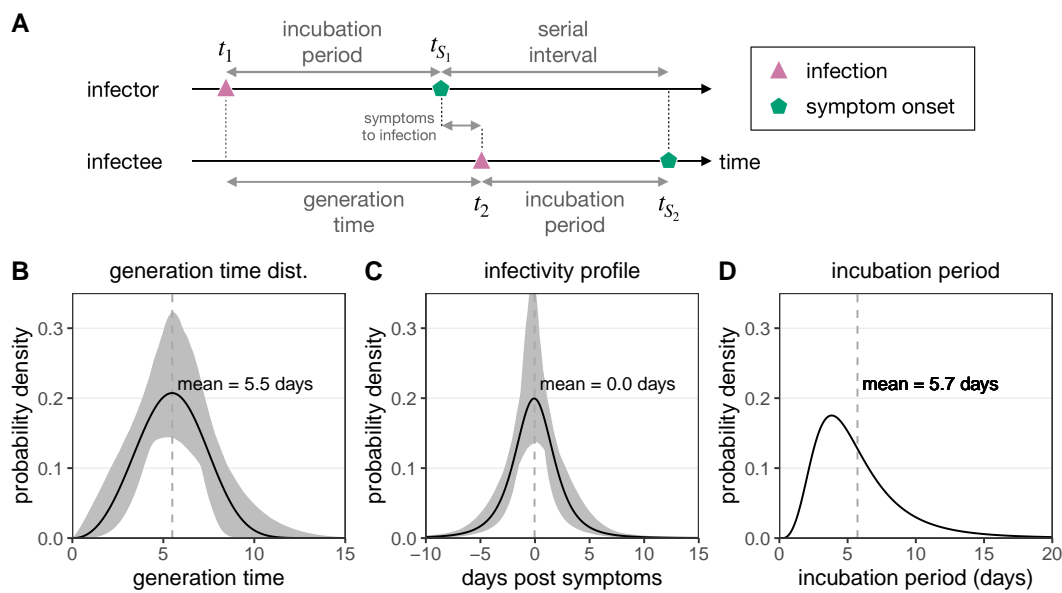 A
incubation
period
serial
interval
t1
tS1
infection
symptom onset
infector
symptoms
to infection
infectee
time
generation
time
t2
incubation
period
tS2
B
generation time dist.
probability density
0.3
0.2
0.1
0.0
mean = 5.5 days
0
5
10
15
generation time
C
infectivity profile
probability density
0.3
0.2
0.1
0.0
mean = 0.0 days
−10
−5
0
5
10
15
days post symptoms
D
incubation period
probability density
0.3
0.2
0.1
0.0
mean = 5.7 days
0
5
10
15
20
incubation period (days)